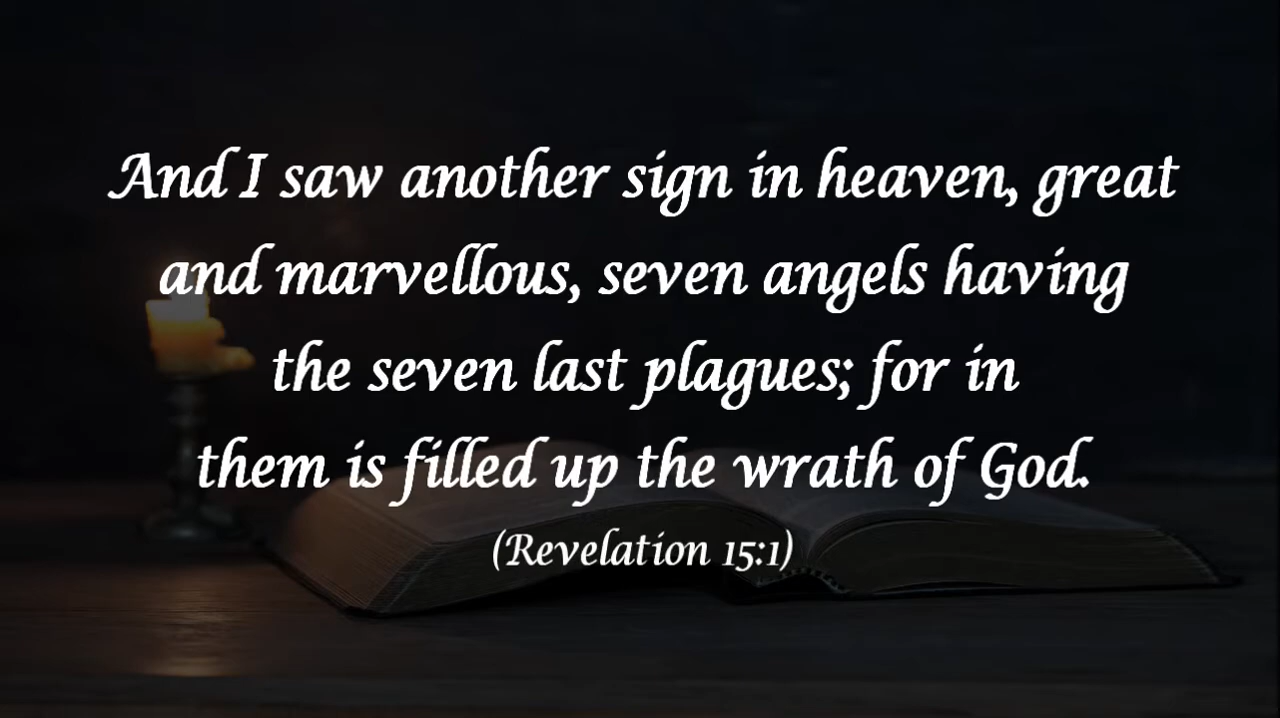 And I saw another sign in heaven, great
and marvellous, seven angels having
the seven last plagues; for in
them is filled up the wrath of God.
(Revelation 15:1)